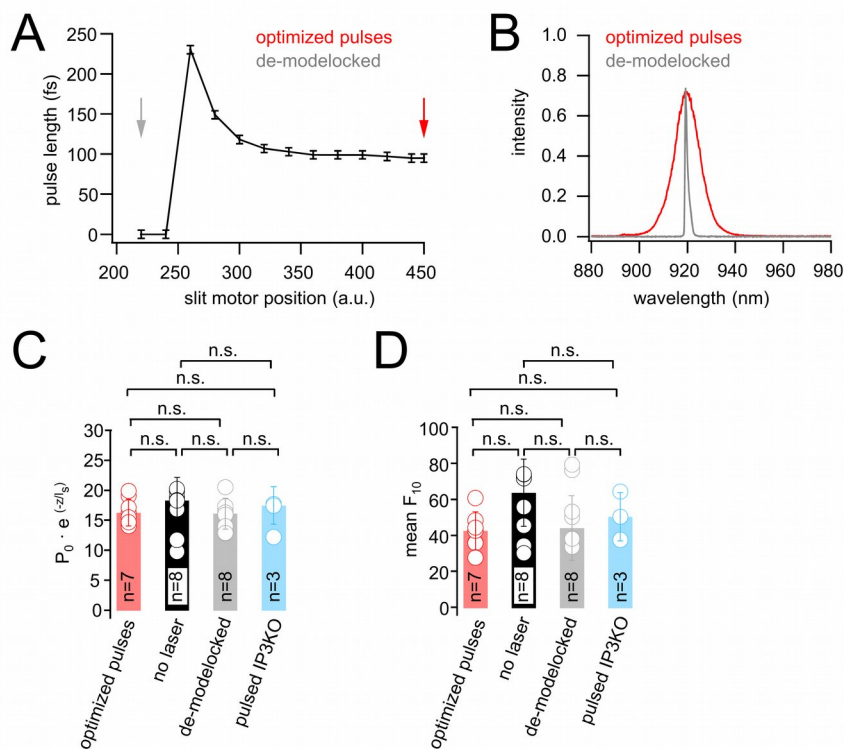 A
optimized pulses
de-modelocked
250
200
150
100
50
0
pulse length (fs)
200 250 300 350 400 450
slit motor position (a.u.)
B
optimized pulses
de-modelocked
1.0
0.8
0.6
0.4
0.2
0.0
intensity
880 900 920 940 960 980
wavelength (nm)
C
n.s.
n.s.
n.s.
n.s. n.s. n.s.
30
25
20
15
10
5
0
P₀ · e (-z/lₛ)
n=7 n=8 n=8 n=3
optimized pulses
no laser
de-modelocked
pulsed IP3KO
D
n.s.
n.s.
n.s.
n.s. n.s. n.s.
100
80
60
40
20
0
mean F₁₀
n=7 n=8 n=8 n=3
optimized pulses
no laser
de-modelocked
pulsed IP3KO